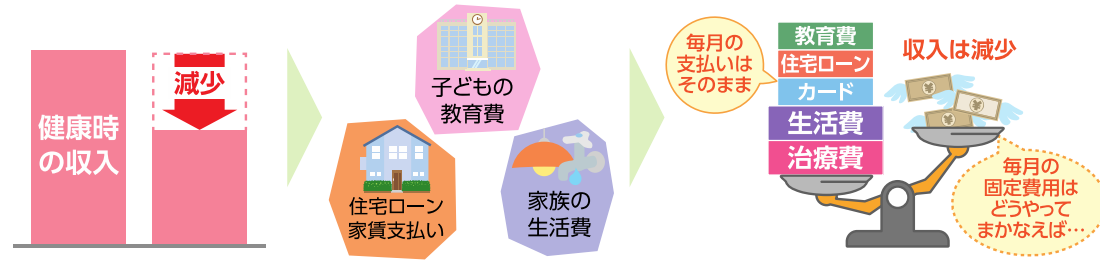 健康時
の収入
減少
子どもの
教育費
住宅ローン
家賃支払い
家族の
生活費
毎月の
支払いは
そのまま
教育費
住宅ローン
カード
生活費
治療費
収入は減少
¥
¥
¥
毎月の
固定費用は
どうやって
まかなえば…